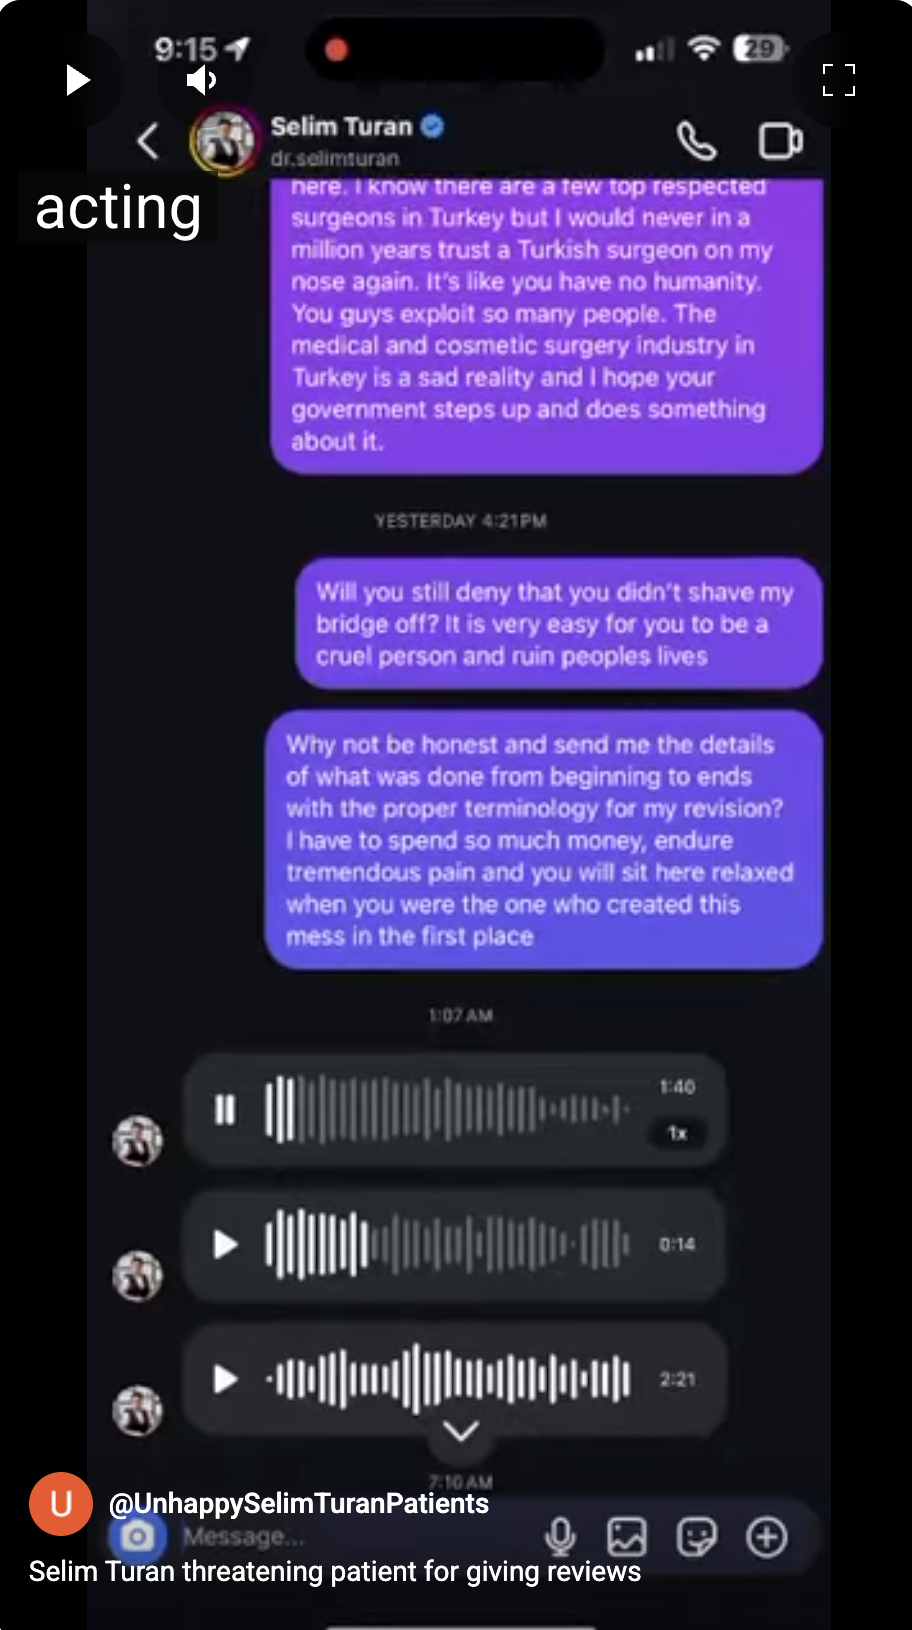 9:15
29
Selim Turan
dr.selimturan
acting
here. I know there are a few top respected
surgeons in Turkey but I would never in a
million years trust a Turkish surgeon on my
nose again. It's like you have no humanity.
You guys exploit so many people. The
medical and cosmetic surgery industry in
Turkey is a sad reality and I hope your
government steps up and does something
about it.
YESTERDAY 4:21 PM
Will you still deny that you didn't shave my
bridge off? It is very easy for you to be a
cruel person and ruin peoples lives
Why not be honest and send me the details
of what was done from beginning to ends
with the proper terminology for my revision?
I have to spend so much money, endure
tremendous pain and you will sit here relaxed
when you were the one who created this
mess in the first place
1:07 AM
1:40
1x
0:14
2:21
7:10 AM
U
@UnhappySelimTuranPatients
Message...
Selim Turan threatening patient for giving reviews